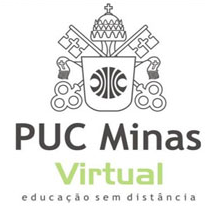 PUC Minas
Virtual
educação sem distância